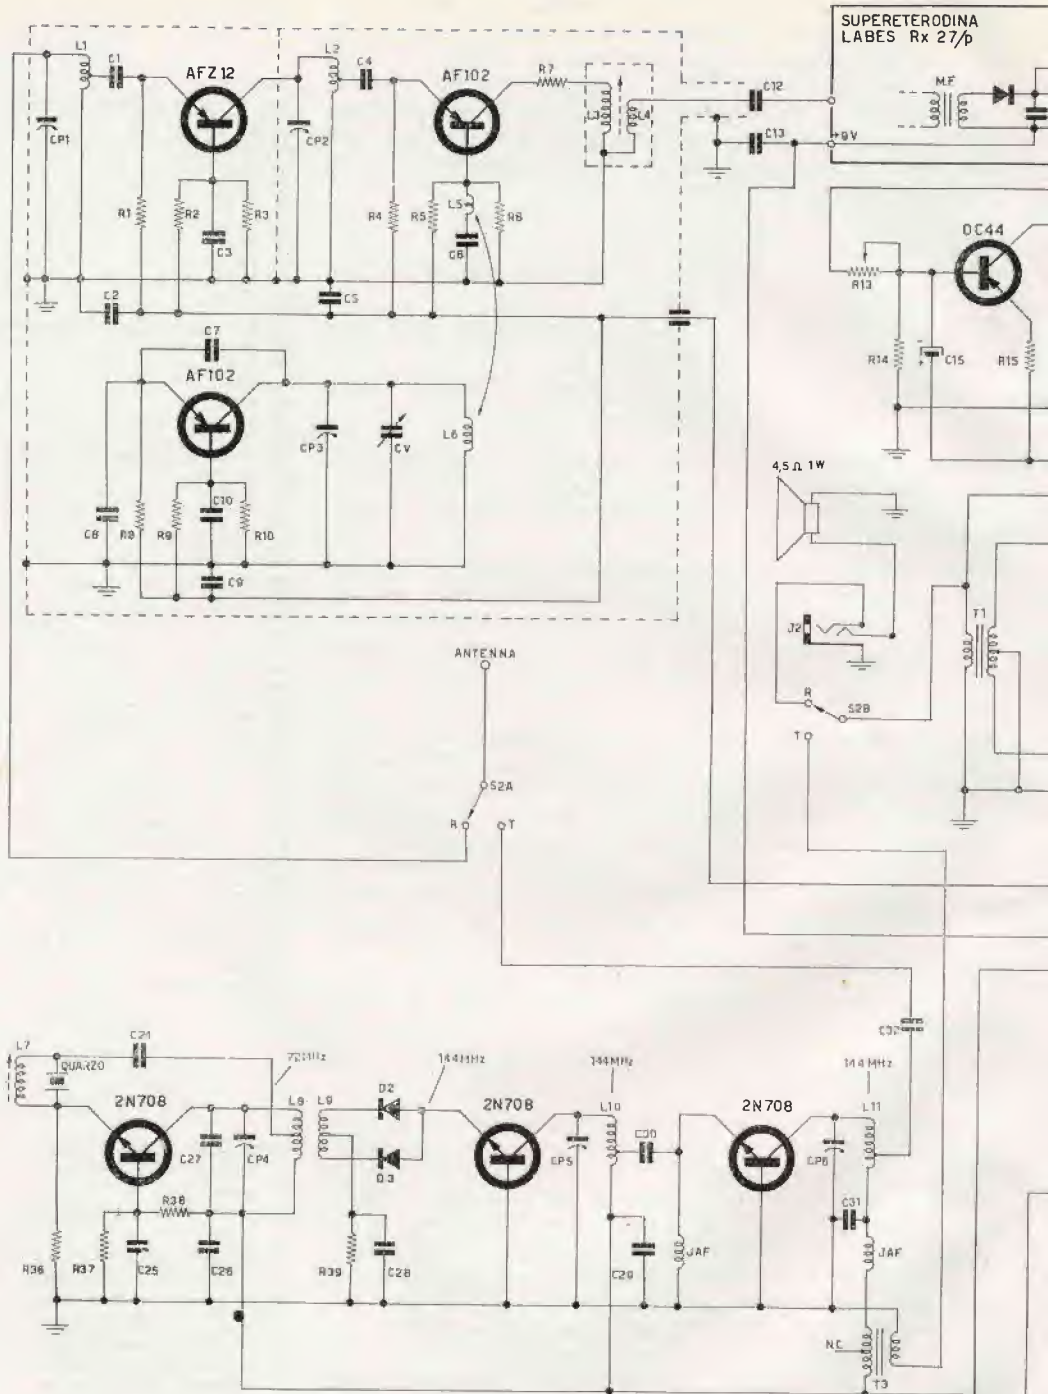 SUPERETERODINA
LABES Rx 27/p
L1
C1
AFZ12
L2
C4
AF102
R7
C12
M.F.
CP1
CP2
L3
L4
C13
+9V
R1
R2
R3
C3
R4
R5
L5
R6
C6
OC44
R13
C2
C5
C7
R14
C15
R15
AF102
CP3
CV
L6
4,5 Ω 1W
C8
R8
R9
C10
R10
C9
J2
T1
ANTENNA
R
S2B
T
S2A
R
T
C32
L7
C24
QUARZO
72MHz
144MHz
144MHz
144MHz
2N708
L8
L9
D2
2N708
L10
2N708
L11
C27
CP4
D3
CP5
C30
CP6
R38
C31
R36
R37
C25
C26
R39
C28
C29
JAF
JAF
N.C.
T3